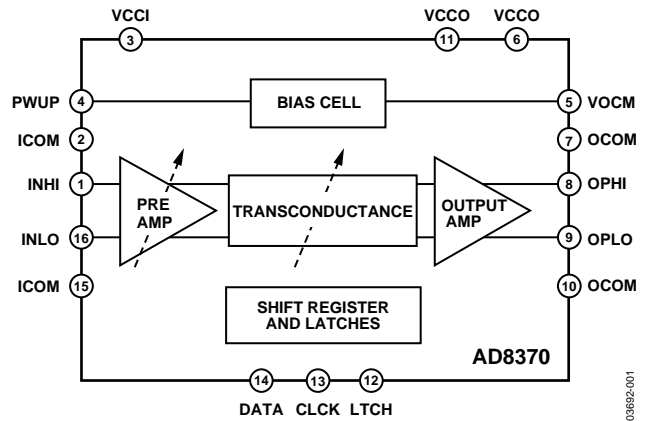 VCCI VCCO VCCO
3 11 6
PWUP 4 BIAS CELL 5 VOCM
ICOM 2 7 OCOM
INHI 1 8 OPHI
PRE
AMP
TRANSCONDUCTANCE
OUTPUT
AMP
INLO 16 9 OPLO
ICOM 15 10 OCOM
SHIFT REGISTER
AND LATCHES
AD8370
14 13 12
DATA CLCK LTCH
03692-001